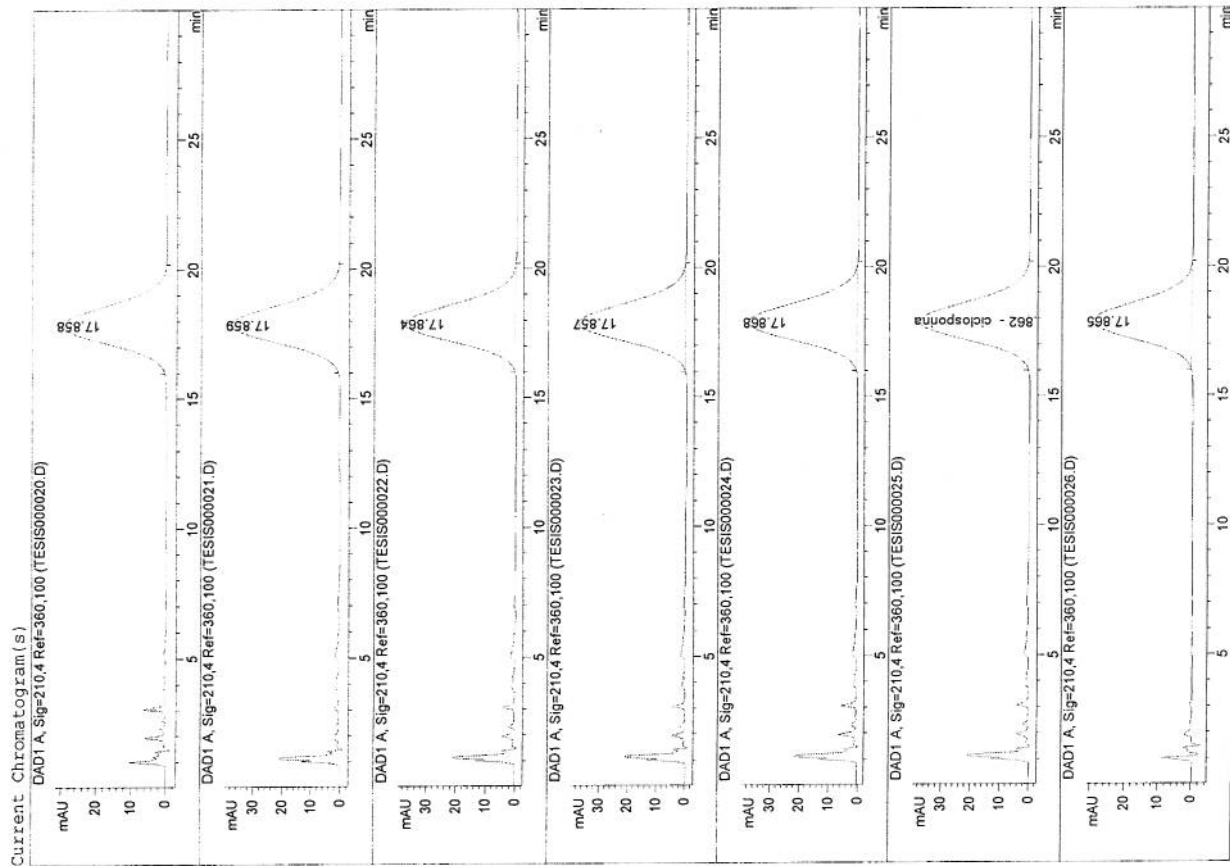 Current Chromatogram(s)
DAD1 A, Sig=210,4 Ref=360,100 (TESIS000020.D)
mAU
20
10
0
17.858
5
10
15
20
25
min
DAD1 A, Sig=210,4 Ref=360,100 (TESIS000021.D)
mAU
30
20
10
0
17.859
5
10
15
20
25
min
DAD1 A, Sig=210,4 Ref=360,100 (TESIS000022.D)
mAU
30
20
10
0
17.864
5
10
15
20
25
min
DAD1 A, Sig=210,4 Ref=360,100 (TESIS000023.D)
mAU
30
20
10
0
17.857
5
10
15
20
25
min
DAD1 A, Sig=210,4 Ref=360,100 (TESIS000024.D)
mAU
30
20
10
0
17.868
5
10
15
20
25
min
DAD1 A, Sig=210,4 Ref=360,100 (TESIS000025.D)
mAU
30
20
10
0
.862 - ciclosporina
5
10
15
20
25
min
DAD1 A, Sig=210,4 Ref=360,100 (TESIS000026.D)
mAU
20
10
0
17.865
5
10
15
20
25
min